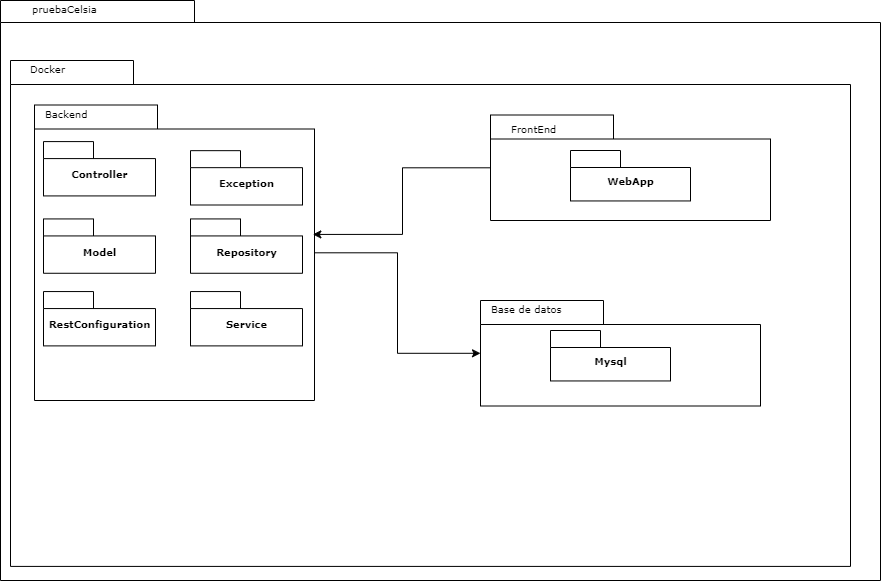 pruebaCelsia
Docker
Backend
Controller
Exception
Model
Repository
RestConfiguration
Service
FrontEnd
WebApp
Base de datos
Mysql